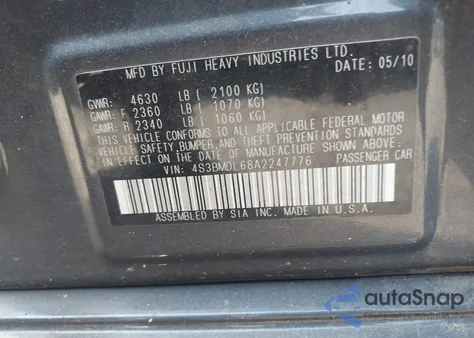 MFD BY FUJI HEAVY INDUSTRIES LTD.
DATE: 05/10
GVWR: 4630 LB ( 2100 KG)
GAWR: F 2360 LB ( 1070 KG)
GAWR: R 2340 LB ( 1060 KG)
THIS VEHICLE CONFORMS TO ALL APPLICABLE FEDERAL MOTOR
VEHICLE SAFETY, BUMPER, AND THEFT PREVENTION STANDARDS
IN EFFECT ON THE DATE OF MANUFACTURE SHOWN ABOVE.
VIN: 4S3BMDL68A2247776 PASSENGER CAR
ASSEMBLED BY SIA INC. MADE IN U.S.A.
autoSnap